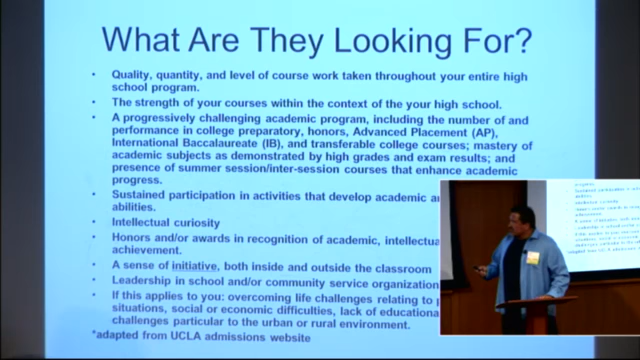 What Are They Looking For?
• Quality, quantity, and level of course work taken throughout your entire high
school program.
• The strength of your courses within the context of the your high school.
• A progressively challenging academic program, including the number of and
performance in college preparatory, honors, Advanced Placement (AP),
International Baccalaureate (IB), and transferable college courses; mastery of
academic subjects as demonstrated by high grades and exam results; and
presence of summer session/inter-session courses that enhance academic
progress.
• Sustained participation in activities that develop academic
abilities.
• Intellectual curiosity
• Honors and/or awards in recognition of academic,
achievement.
• A sense of initiative, both inside and outside the classroom
• Leadership in school and/or community service
• If this applies to you: overcoming life challenges relating to
situations, social or economic difficulties, lack of
challenges particular to the urban or rural environment.
*adapted from UCLA admissions website